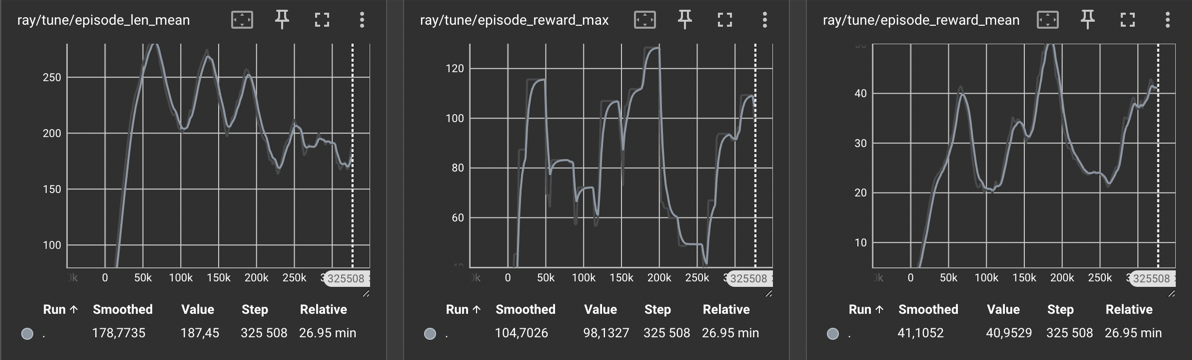 ray/tune/episode_len_mean
250
200
150
100
0 50k 100k 150k 200k 250k
325508
Run ↑ Smoothed Value Step Relative
. 178,7735 187,45 325 508 26.95 min
ray/tune/episode_reward_max
120
100
80
60
40
0 50k 100k 150k 200k 250k
325508
Run ↑ Smoothed Value Step Relative
. 104,7026 98,1327 325 508 26.95 min
ray/tune/episode_reward_mean
40
30
20
10
0 50k 100k 150k 200k 250k
325508
Run ↑ Smoothed Value Step Relative
. 41,1052 40,9529 325 508 26.95 min